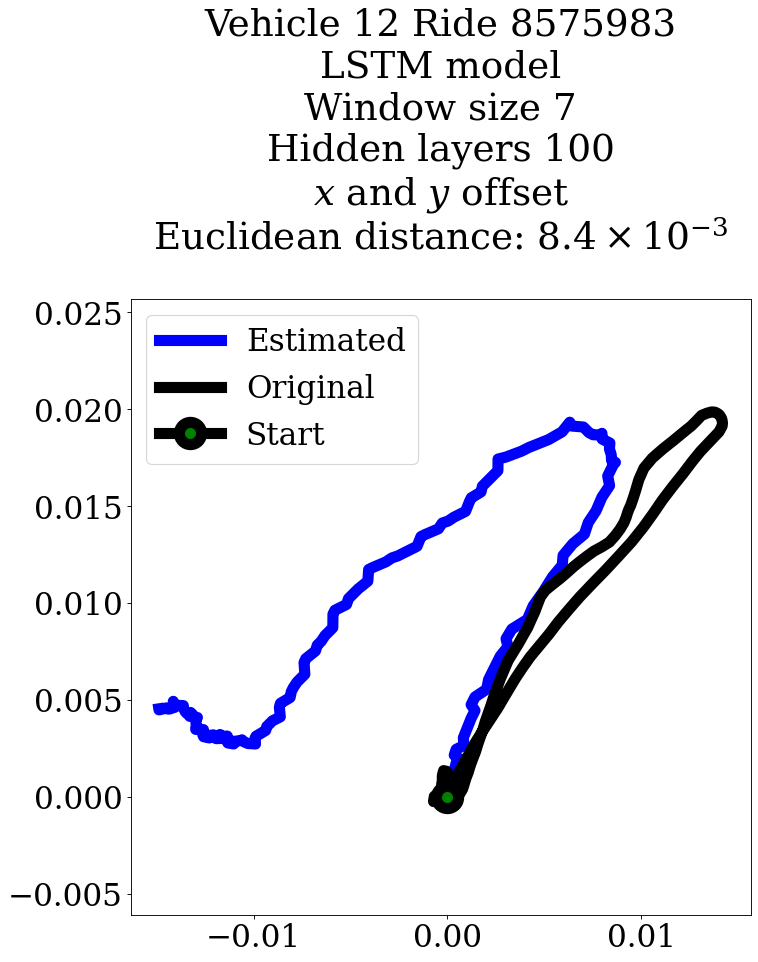 Vehicle 12 Ride 8575983
LSTM model
Window size 7
Hidden layers 100
x and y offset
Euclidean distance: 8.4 × 10⁻³
0.025
Estimated
0.020
Original
Start
0.015
0.010
0.005
0.000
−0.005
−0.01 0.00 0.01